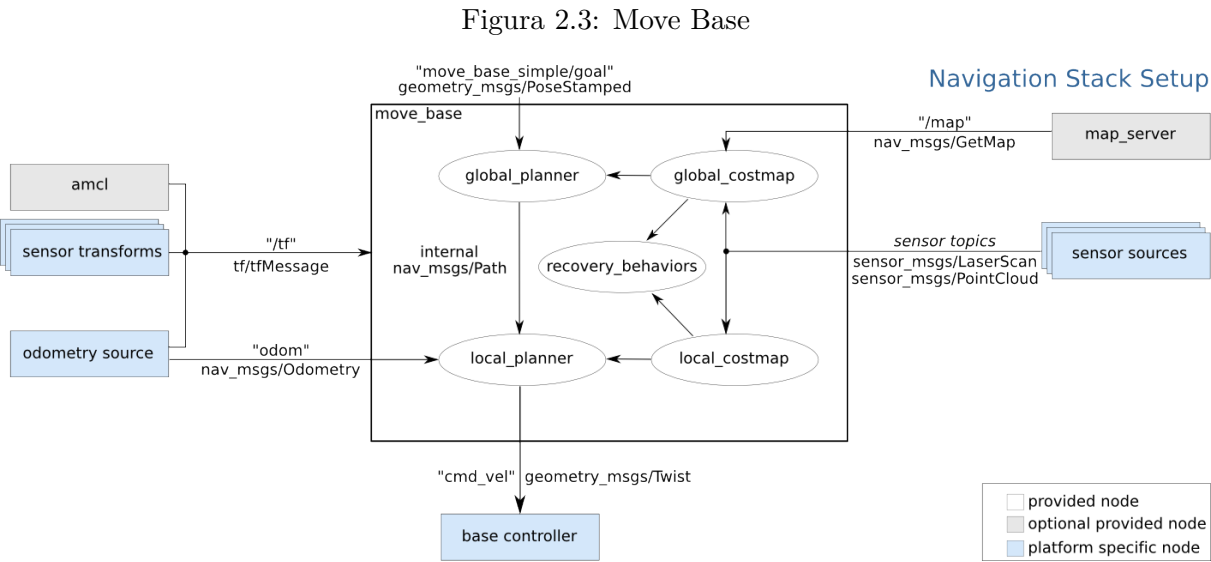 Figura 2.3: Move Base
Navigation Stack Setup
"move_base_simple/goal"
geometry_msgs/PoseStamped
move_base
"/map"
nav_msgs/GetMap
map_server
amcl
global_planner
global_costmap
sensor transforms
"/tf"
tf/tfMessage
internal
nav_msgs/Path
recovery_behaviors
sensor topics
sensor_msgs/LaserScan
sensor_msgs/PointCloud
sensor sources
odometry source
"odom"
nav_msgs/Odometry
local_planner
local_costmap
"cmd_vel" geometry_msgs/Twist
base controller
provided node
optional provided node
platform specific node